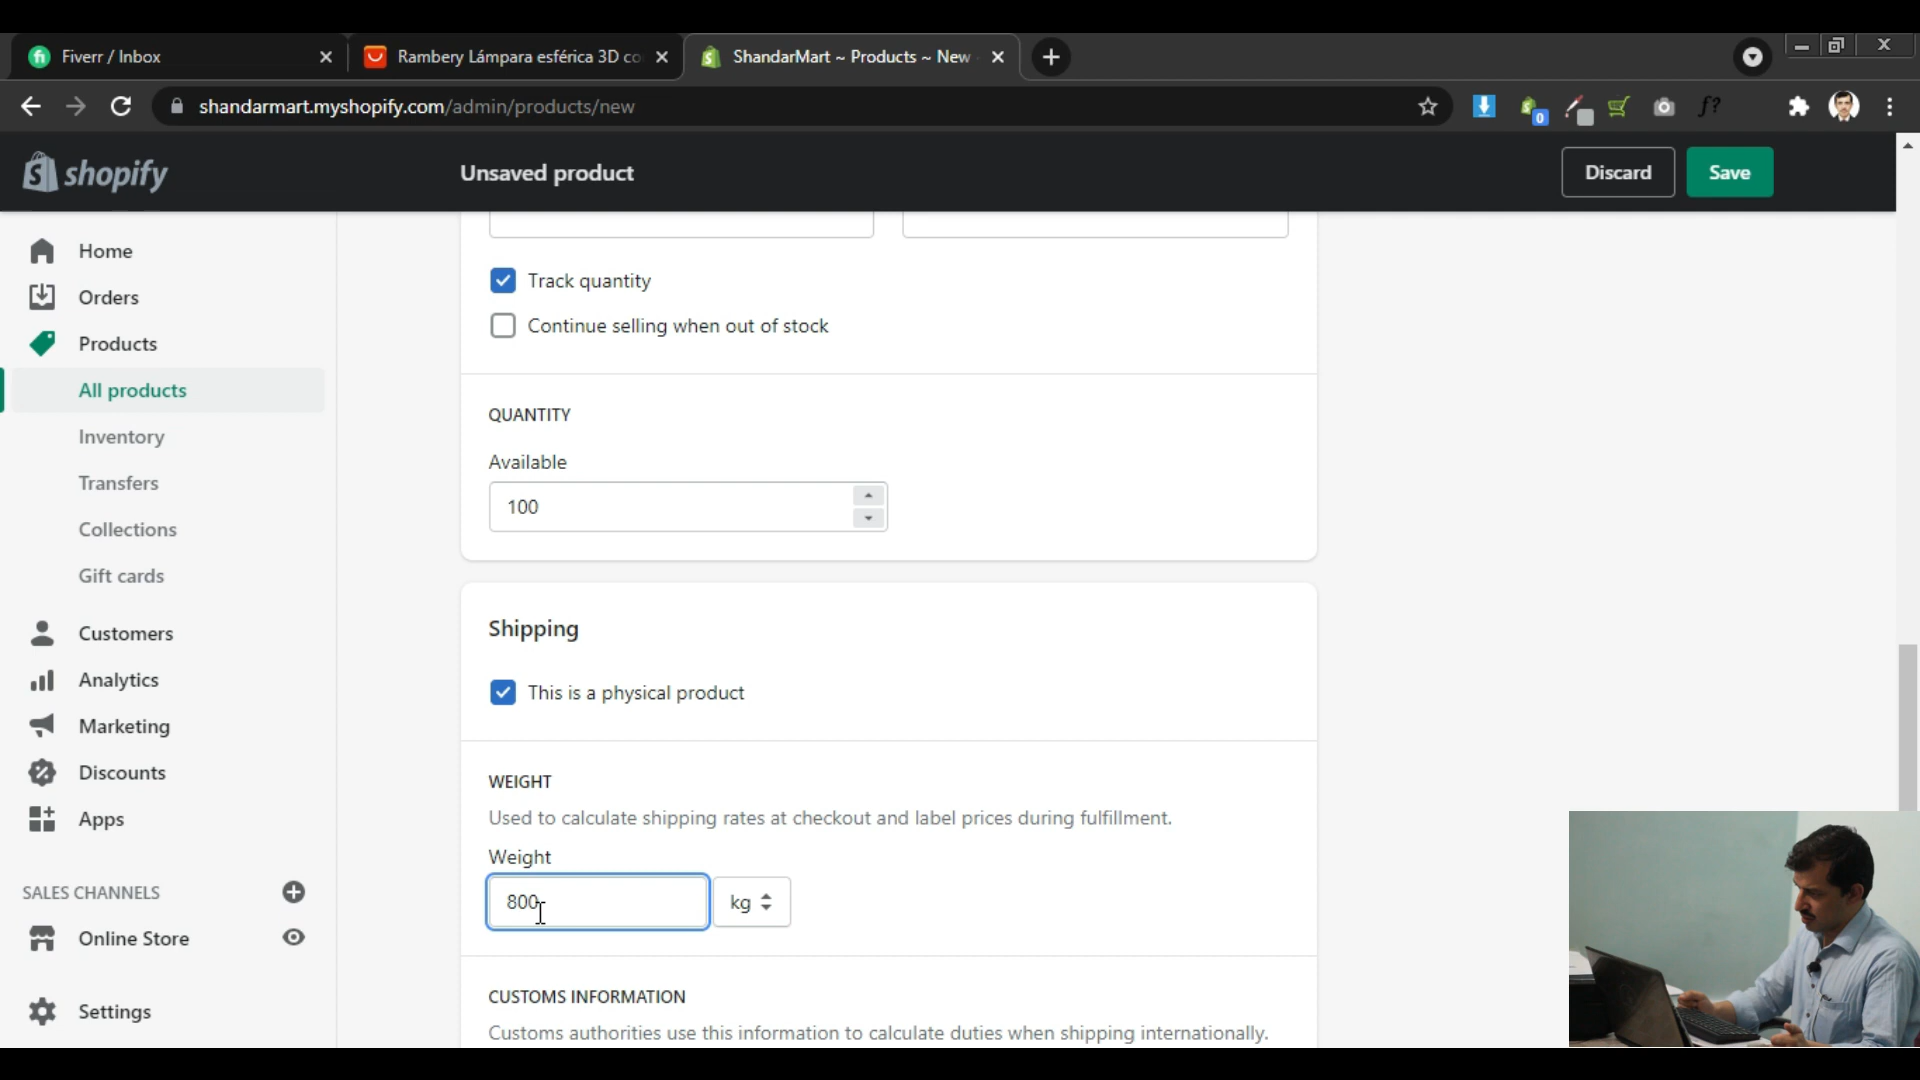 Fiverr / Inbox
Rambery Lámpara esférica 3D co
ShandarMart ~ Products ~ New
shandarmart.myshopify.com/admin/products/new
0
f?
shopify
Unsaved product
Discard
Save
Home
Orders
Products
All products
Inventory
Transfers
Collections
Gift cards
Customers
Analytics
Marketing
Discounts
Apps
SALES CHANNELS
Online Store
Settings
Track quantity
Continue selling when out of stock
QUANTITY
Available
100
Shipping
This is a physical product
WEIGHT
Used to calculate shipping rates at checkout and label prices during fulfillment.
Weight
800
kg
CUSTOMS INFORMATION
Customs authorities use this information to calculate duties when shipping internationally.